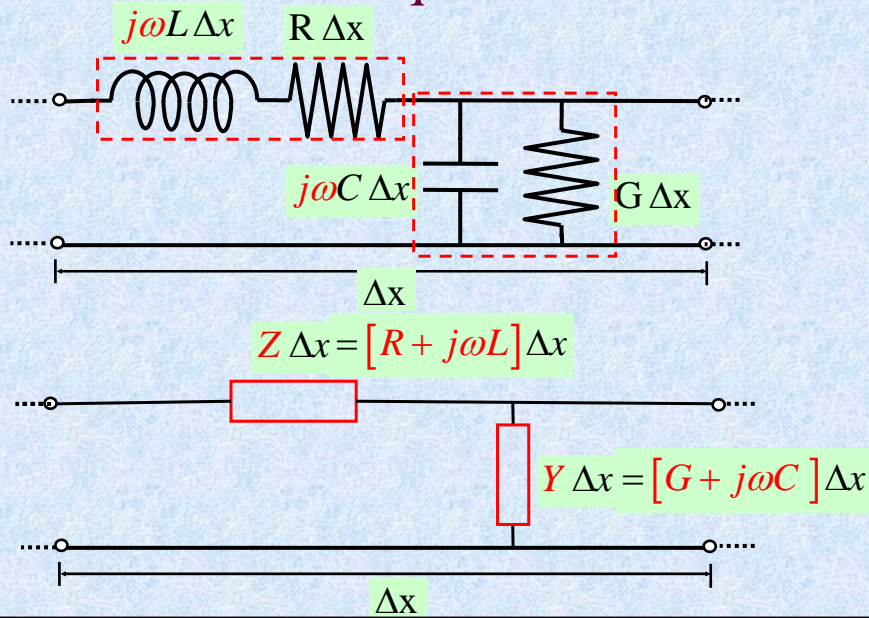 jωL Δx R Δx
jωC Δx
G Δx
Δx
Z Δx = [R + jωL] Δx
Y Δx = [G + jωC ] Δx
Δx